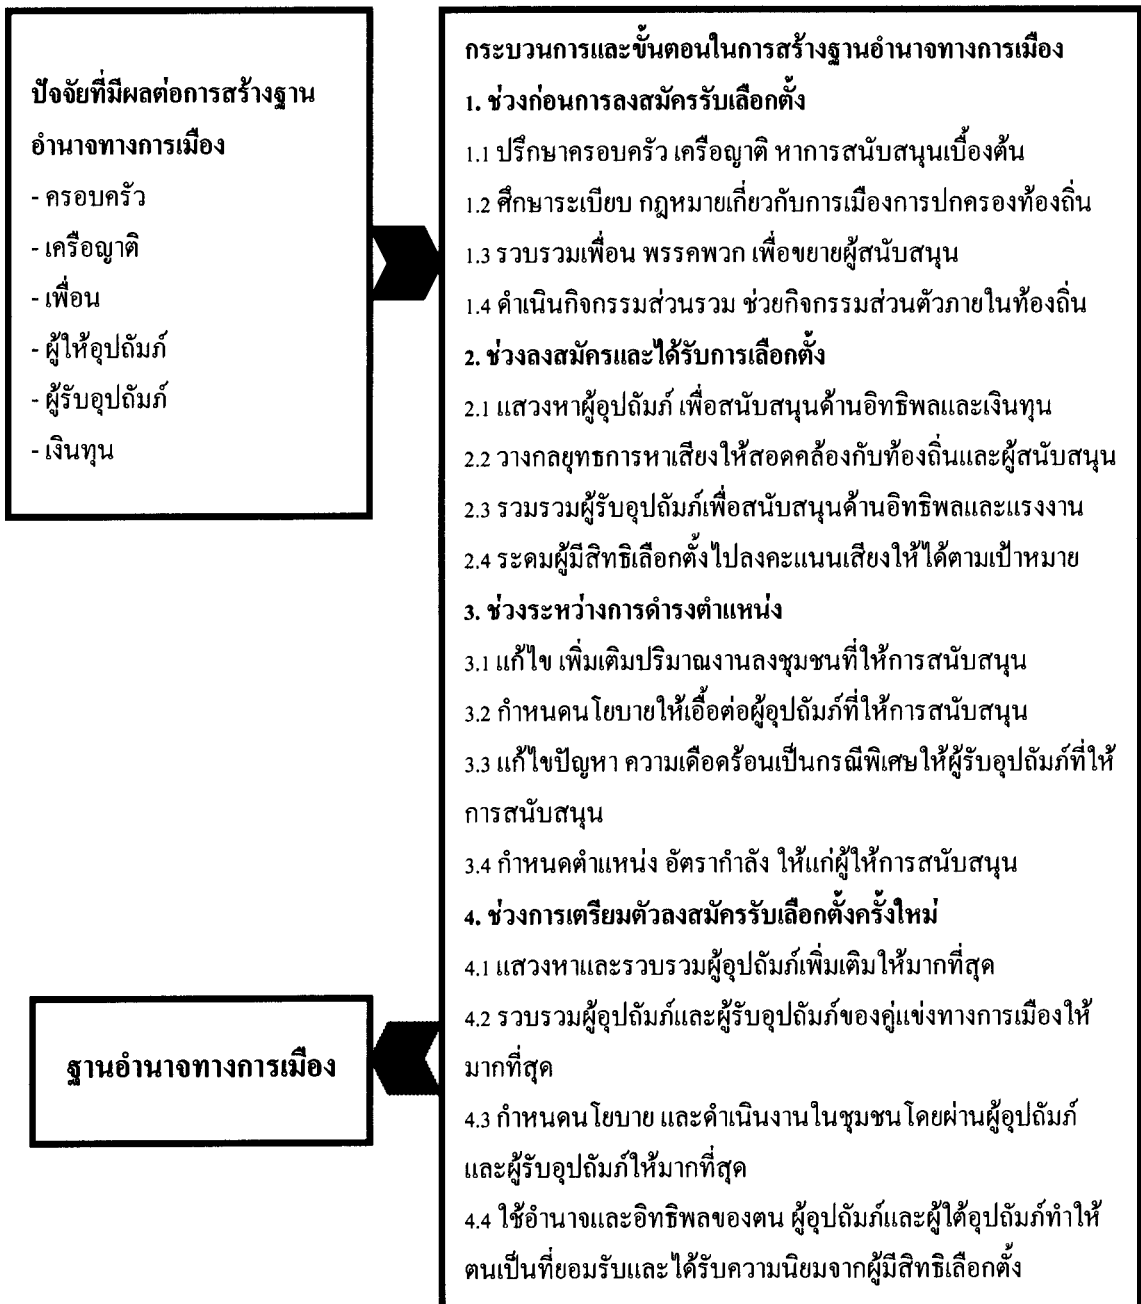 ปัจจัยที่มีผลต่อการสร้างฐาน
อำนาจทางการเมือง
- ครอบครัว
- เครือญาติ
- เพื่อน
- ผู้ให้อุปถัมภ์
- ผู้รับอุปถัมภ์
- เงินทุน
กระบวนการและขั้นตอนในการสร้างฐานอำนาจทางการเมือง
1. ช่วงก่อนการลงสมัครรับเลือกตั้ง
1.1 ปรึกษาครอบครัว เครือญาติ หาการสนับสนุนเบื้องต้น
1.2 ศึกษาระเบียบ กฎหมายเกี่ยวกับการเมืองการปกครองท้องถิ่น
1.3 รวบรวมเพื่อน พรรคพวก เพื่อขยายผู้สนับสนุน
1.4 ดำเนินกิจกรรมส่วนรวม ช่วยกิจกรรมส่วนตัวภายในท้องถิ่น
2. ช่วงลงสมัครและได้รับการเลือกตั้ง
2.1 แสวงหาผู้อุปถัมภ์ เพื่อสนับสนุนด้านอิทธิพลและเงินทุน
2.2 วางกลยุทธการหาเสียงให้สอดคล้องกับท้องถิ่นและผู้สนับสนุน
2.3 รวมรวมผู้รับอุปถัมภ์เพื่อสนับสนุนด้านอิทธิพลและแรงงาน
2.4 ระดมผู้มีสิทธิเลือกตั้งไปลงคะแนนเสียงให้ได้ตามเป้าหมาย
3. ช่วงระหว่างการดำรงตำแหน่ง
3.1 แก้ไข เพิ่มเติมปริมาณงานลงชุมชนที่ให้การสนับสนุน
3.2 กำหนดนโยบายให้เอื้อต่อผู้อุปถัมภ์ที่ให้การสนับสนุน
3.3 แก้ไขปัญหา ความเดือดร้อนเป็นกรณีพิเศษให้ผู้รับอุปถัมภ์ที่ให้
การสนับสนุน
3.4 กำหนดตำแหน่ง อัตรากำลัง ให้แก่ผู้ให้การสนับสนุน
4. ช่วงการเตรียมตัวลงสมัครรับเลือกตั้งครั้งใหม่
4.1 แสวงหาและรวบรวมผู้อุปถัมภ์เพิ่มเติมให้มากที่สุด
4.2 รวบรวมผู้อุปถัมภ์และผู้รับอุปถัมภ์ของคู่แข่งทางการเมืองให้
มากที่สุด
4.3 กำหนดนโยบาย และดำเนินงานในชุมชนโดยผ่านผู้อุปถัมภ์
และผู้รับอุปถัมภ์ให้มากที่สุด
4.4 ใช้อำนาจและอิทธิพลของตน ผู้อุปถัมภ์และผู้ใต้อุปถัมภ์ทำให้
ตนเป็นที่ยอมรับและได้รับความนิยมจากผู้มีสิทธิเลือกตั้ง
ฐานอำนาจทางการเมือง